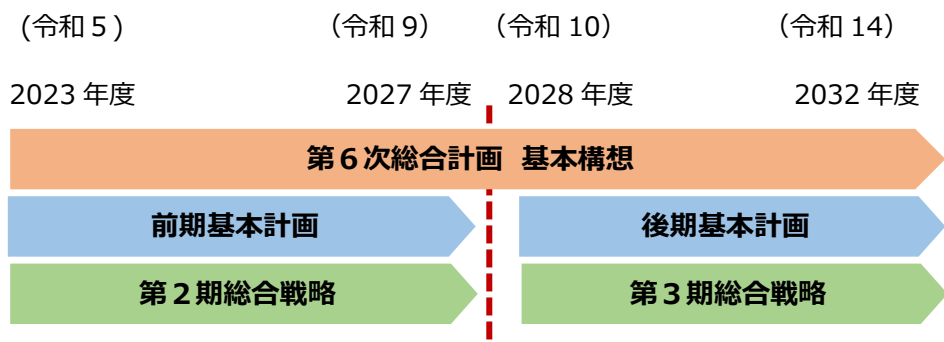 (令和５) （令和 9） （令和 10） （令和 14）
2023 年度 2027 年度 2028 年度 2032 年度
第６次総合計画 基本構想
前期基本計画 後期基本計画
第２期総合戦略 第３期総合戦略